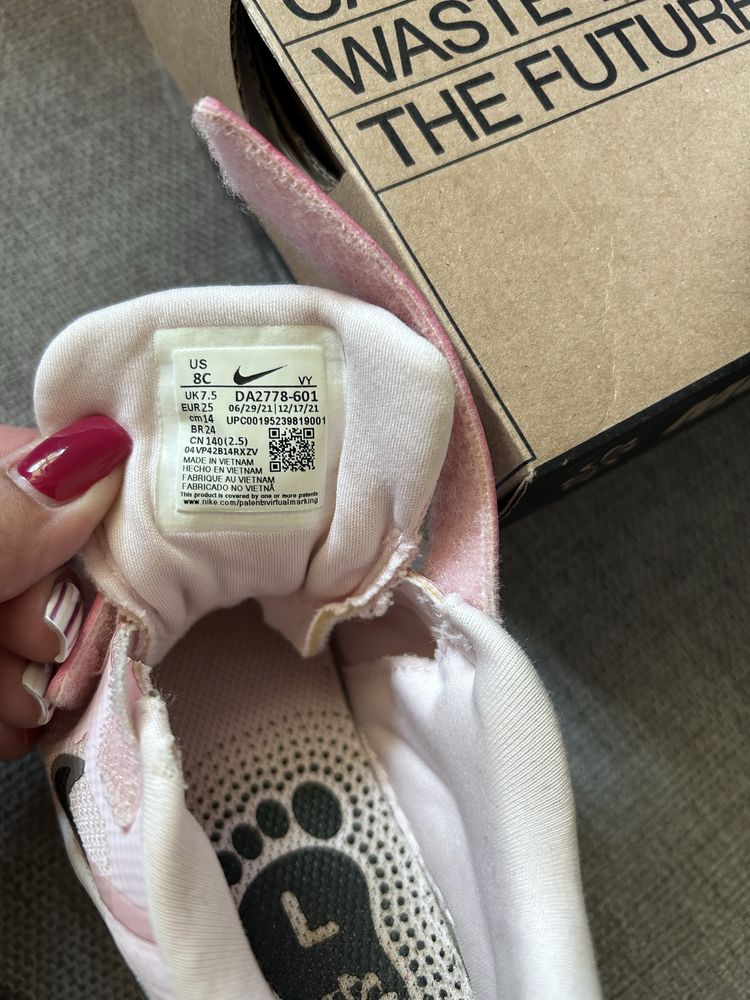 WASTE
THE FUTURE
US
8C
VY
UK 7.5 DA2778-601
EUR 25 06/29/21 | 12/17/21
cm 14 UPC00195239819001
BR 24
CN 140(2.5)
04VP42B14RXZV
MADE IN VIETNAM
HECHO EN VIETNAM
FABRIQUE AU VIETNAM
FABRICADO NO VIETNÃ
This product is covered by one or more patents
www.nike.com/patentsvirtualmarking
L